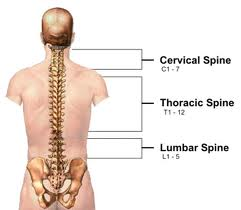 Cervical Spine
C1 - 7
Thoracic Spine
T1 - 12
Lumbar Spine
L1 - 5